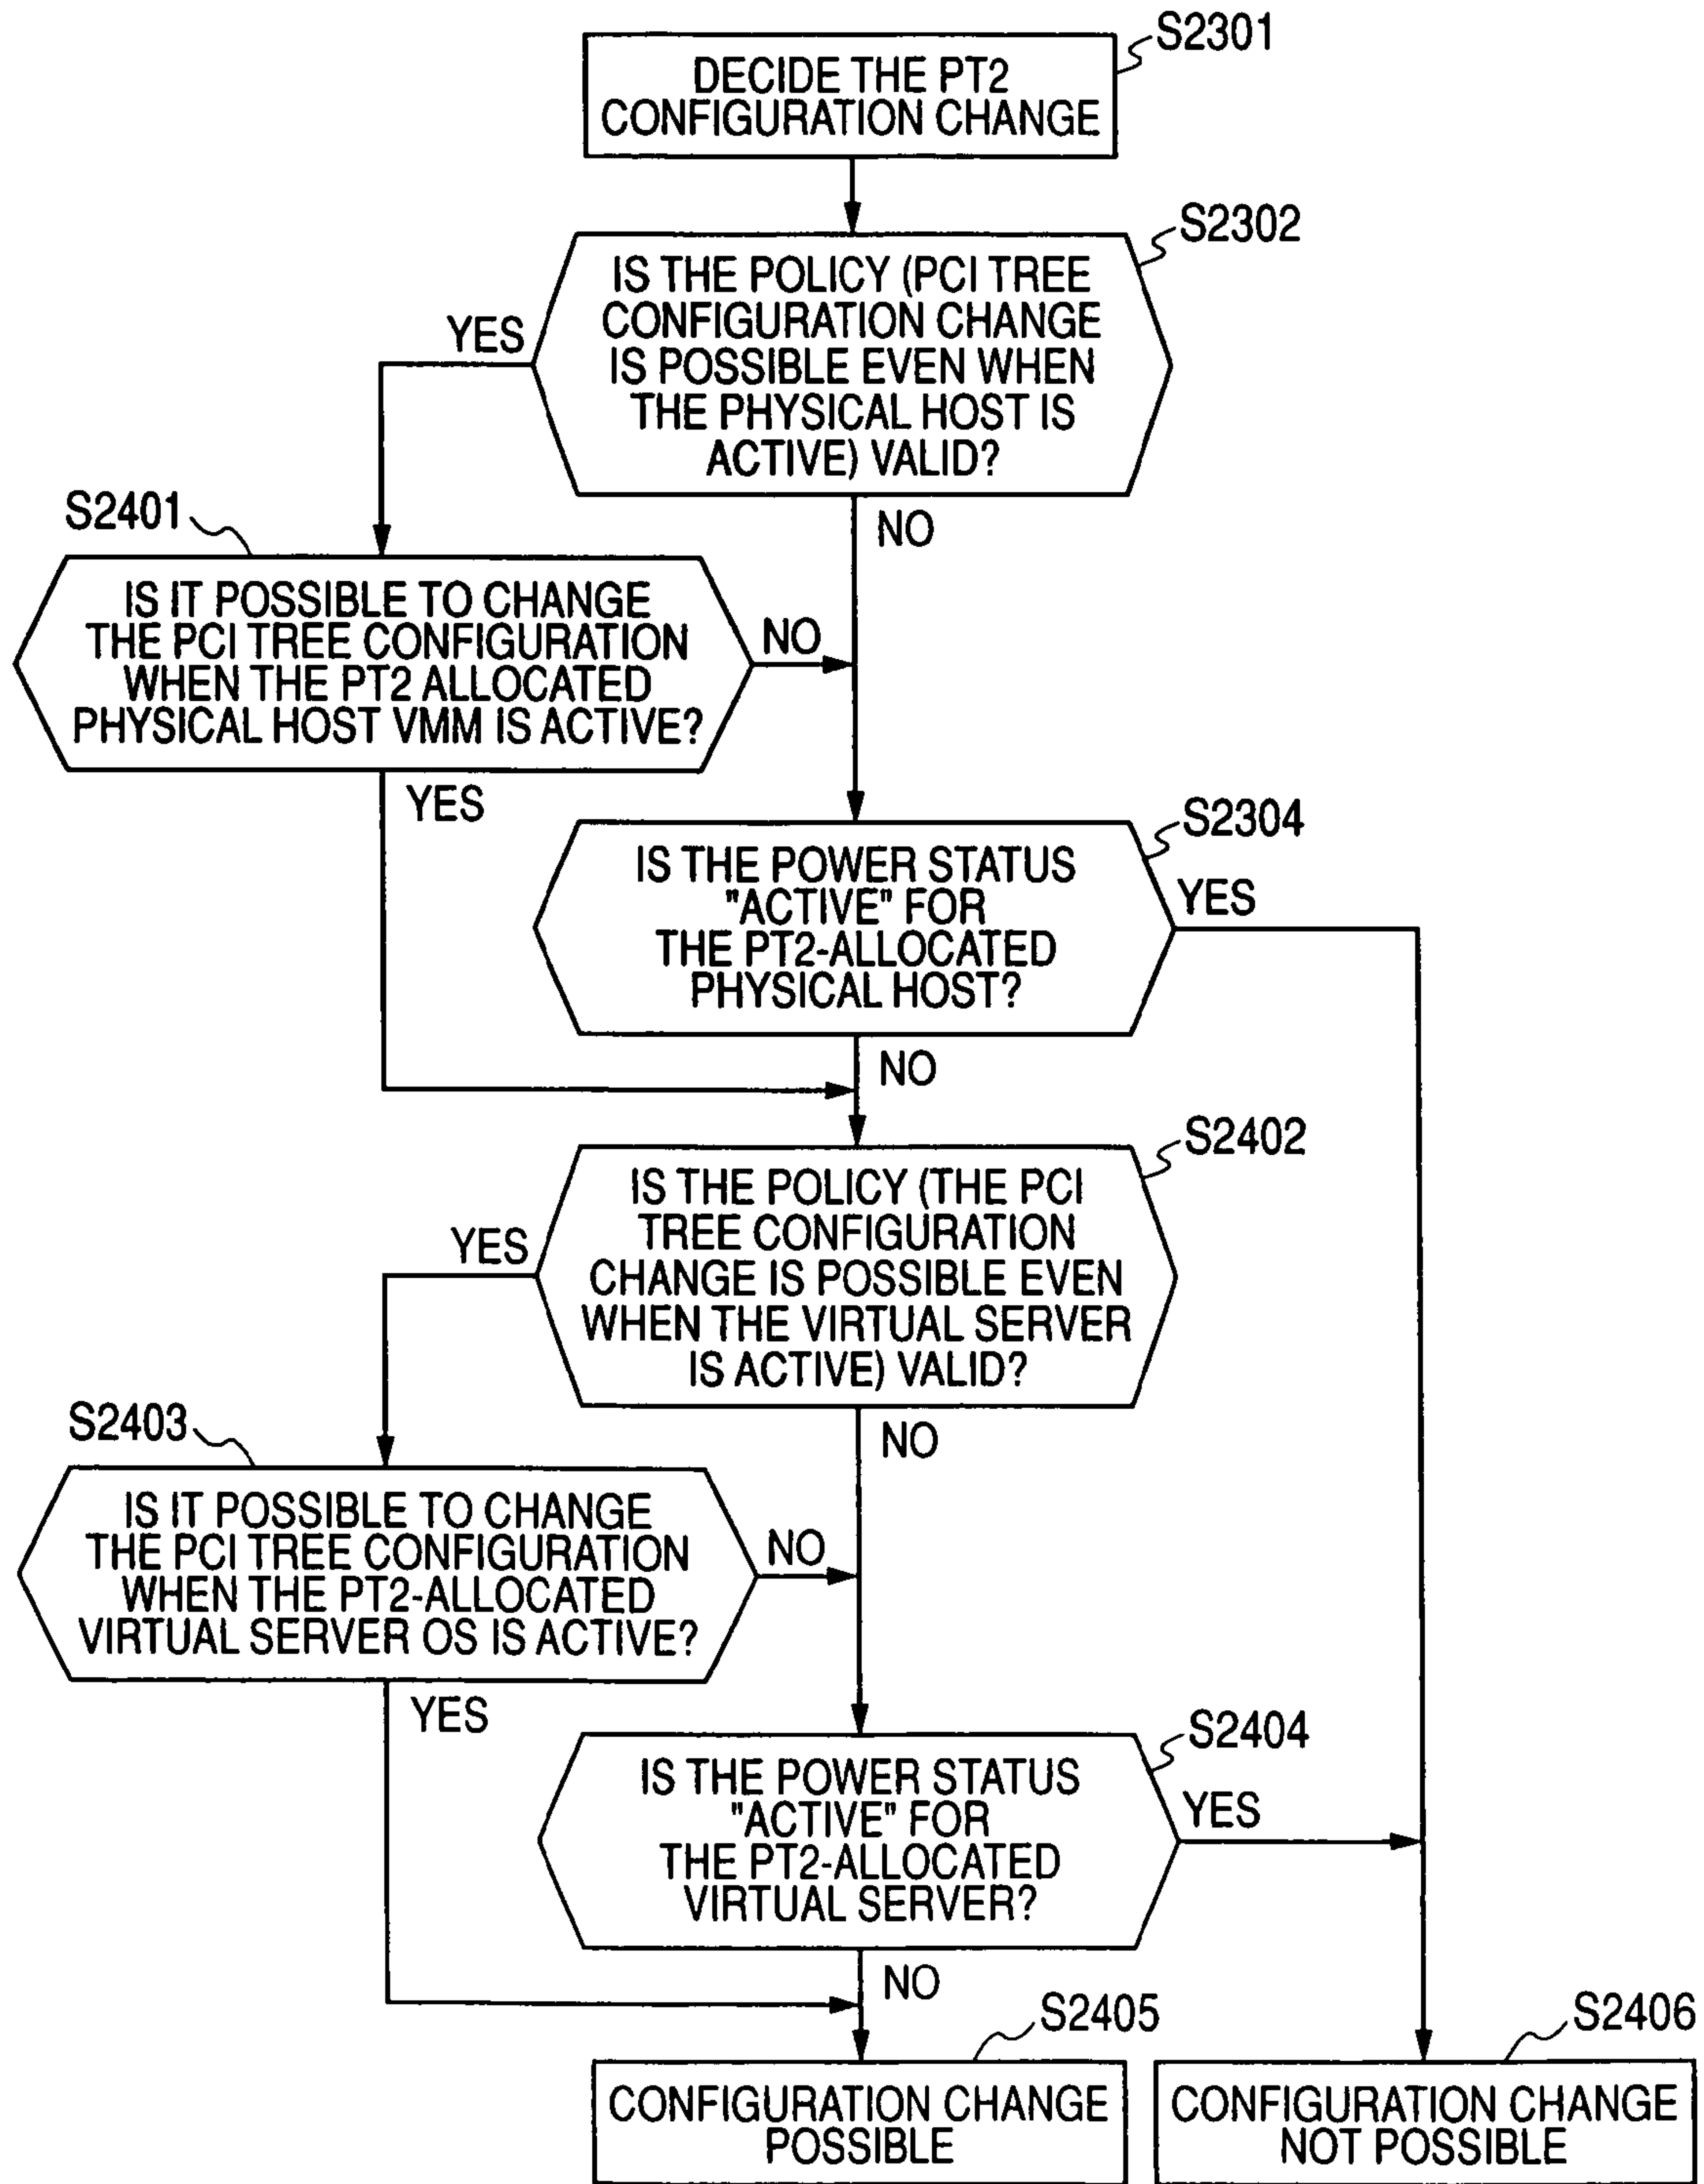 S2301
DECIDE THE PT2
CONFIGURATION CHANGE
S2302
IS THE POLICY (PCI TREE
CONFIGURATION CHANGE
IS POSSIBLE EVEN WHEN
THE PHYSICAL HOST IS
ACTIVE) VALID?
YES
NO
S2401
IS IT POSSIBLE TO CHANGE
THE PCI TREE CONFIGURATION
WHEN THE PT2 ALLOCATED
PHYSICAL HOST VMM IS ACTIVE?
NO
YES
S2304
IS THE POWER STATUS
"ACTIVE" FOR
THE PT2-ALLOCATED
PHYSICAL HOST?
YES
NO
S2402
IS THE POLICY (THE PCI
TREE CONFIGURATION
CHANGE IS POSSIBLE EVEN
WHEN THE VIRTUAL SERVER
IS ACTIVE) VALID?
YES
NO
S2403
IS IT POSSIBLE TO CHANGE
THE PCI TREE CONFIGURATION
WHEN THE PT2-ALLOCATED
VIRTUAL SERVER OS IS ACTIVE?
NO
YES
S2404
IS THE POWER STATUS
"ACTIVE" FOR
THE PT2-ALLOCATED
VIRTUAL SERVER?
YES
NO
S2405
CONFIGURATION CHANGE
POSSIBLE
S2406
CONFIGURATION CHANGE
NOT POSSIBLE